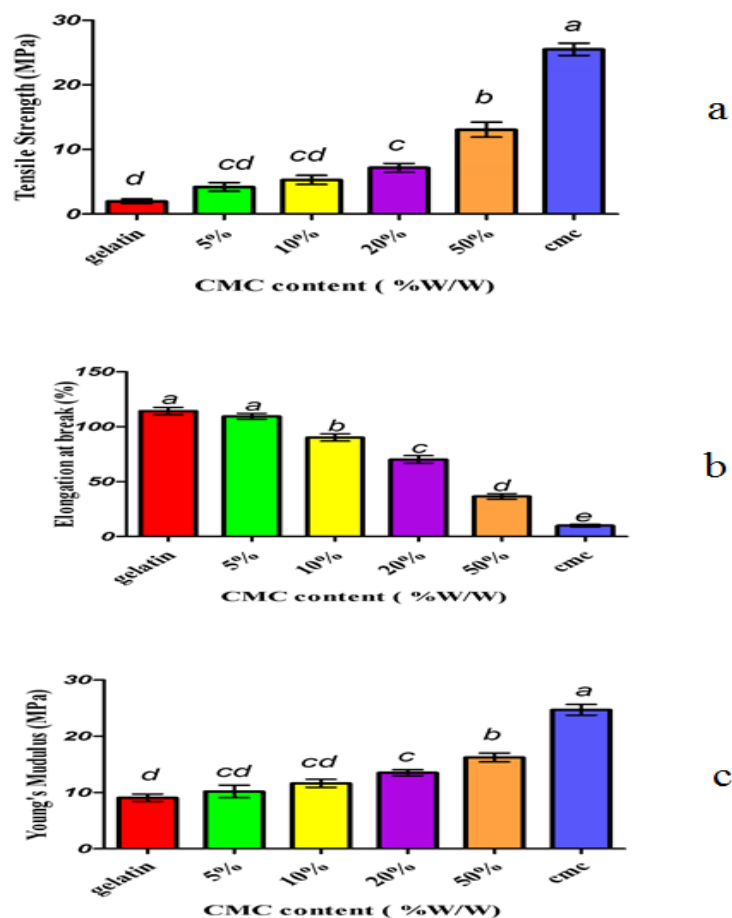 Tensile Strength (MPa)
30
20
10
0
d
cd
cd
c
b
a
gelatin
5%
10%
20%
50%
cmc
CMC content ( %W/W)
a
Elongation at break (%)
150
100
50
0
a
a
b
c
d
e
gelatin
5%
10%
20%
50%
cmc
CMC content ( %W/W)
b
Young's Mudulus (MPa)
30
20
10
0
d
cd
cd
c
b
a
gelatin
5%
10%
20%
50%
cmc
CMC content ( %W/W)
c